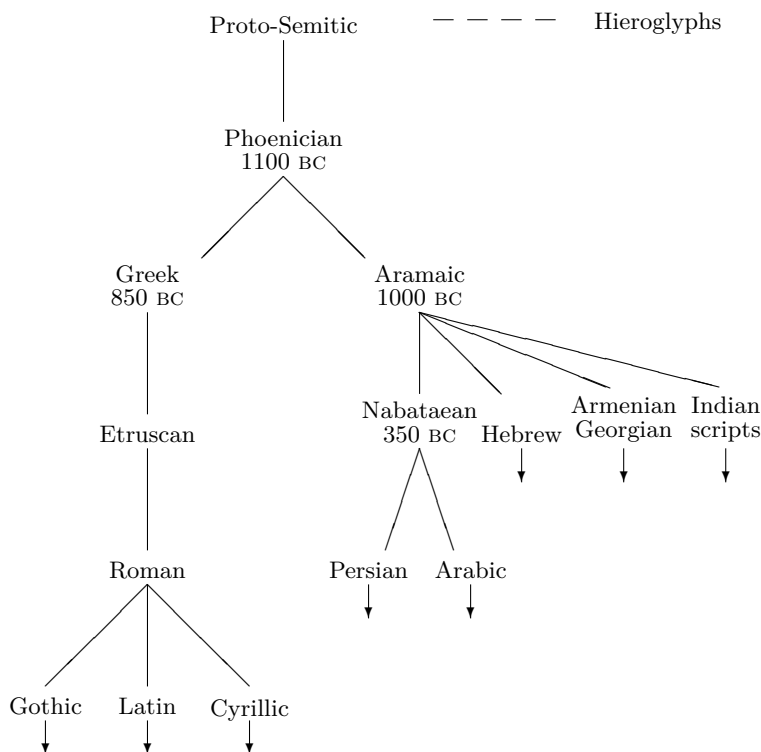 Proto-Semitic
Hieroglyphs
Phoenician
1100 BC
Greek
850 BC
Aramaic
1000 BC
Etruscan
Nabataean
350 BC
Hebrew
Armenian
Georgian
Indian
scripts
Roman
Persian
Arabic
Gothic
Latin
Cyrillic